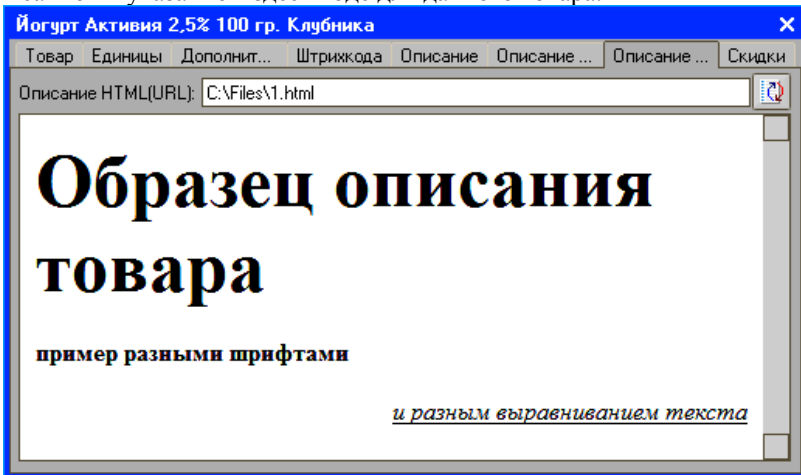 Йогурт Активия 2,5% 100 гр. Клубника
Товар Единицы Дополнит... Штрихкода Описание Описание ... Описание ... Скидки
Описание HTML(URL): C:\Files\1.html
Образец описания
товара
пример разными шрифтами
и разным выравниванием текста